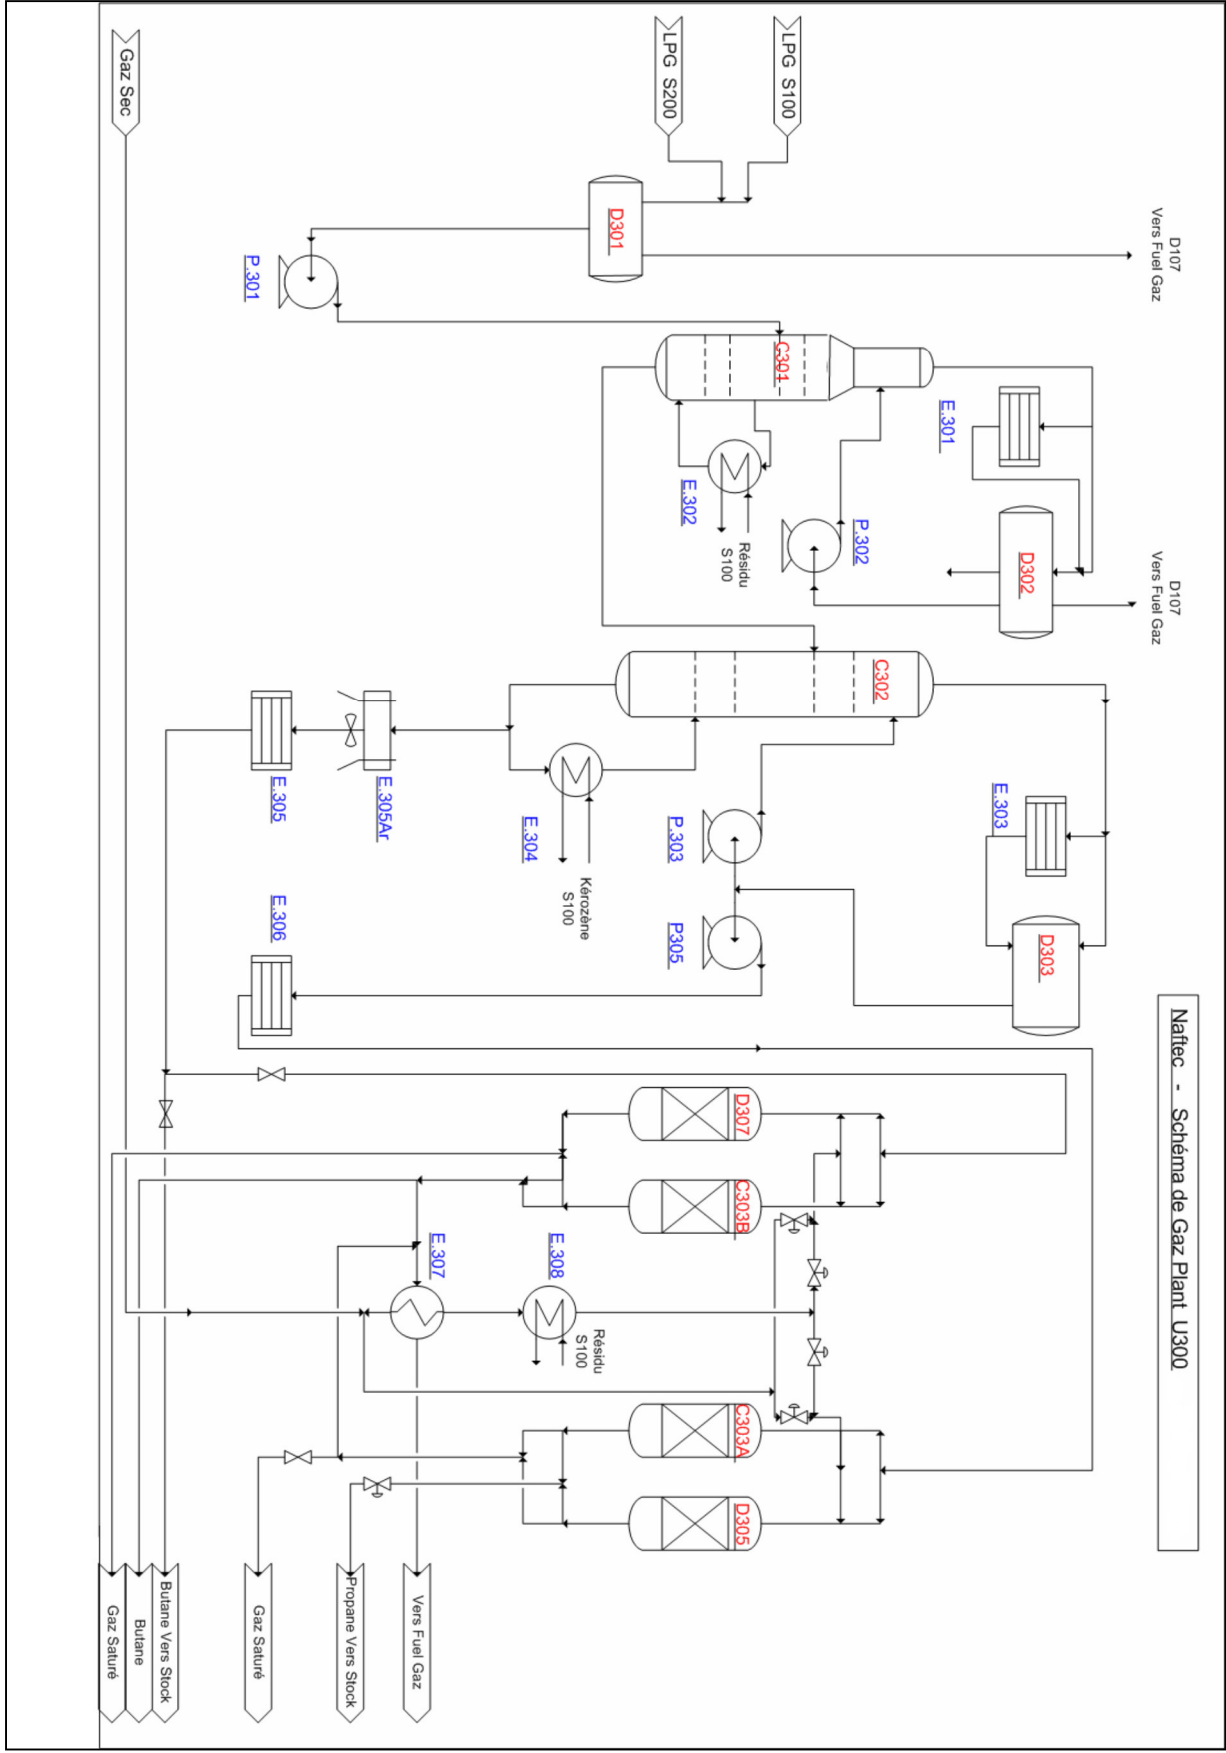 Naftec - Schéma de Gaz Plant U300
D107
Vers Fuel Gaz
D107
Vers Fuel Gaz
LPG S100
LPG S200
D301
P.301
C301
E.301
E.302
Résidu
S100
P.302
D302
C302
E.303
D303
P.303
P305
E.304
Kérozène
S100
E.305Ar
E.305
E.306
D307
C303B
C303A
D305
E.308
Résidu
S100
E.307
Gaz Sec
Vers Fuel Gaz
Propane Vers Stock
Gaz Saturé
Butane Vers Stock
Butane
Gaz Saturé